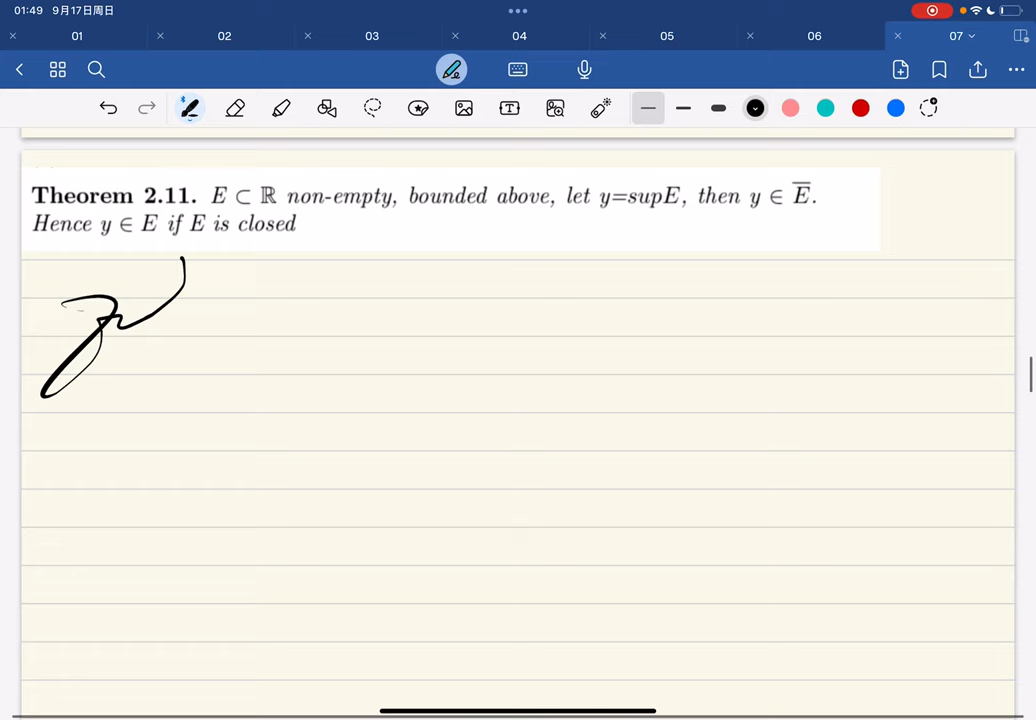 01:49 9月17日周日
01 02 03 04 05 06 07
Theorem 2.11. E ⊂ ℝ non-empty, bounded above, let y=supE, then y ∈ E̅.
Hence y ∈ E if E is closed